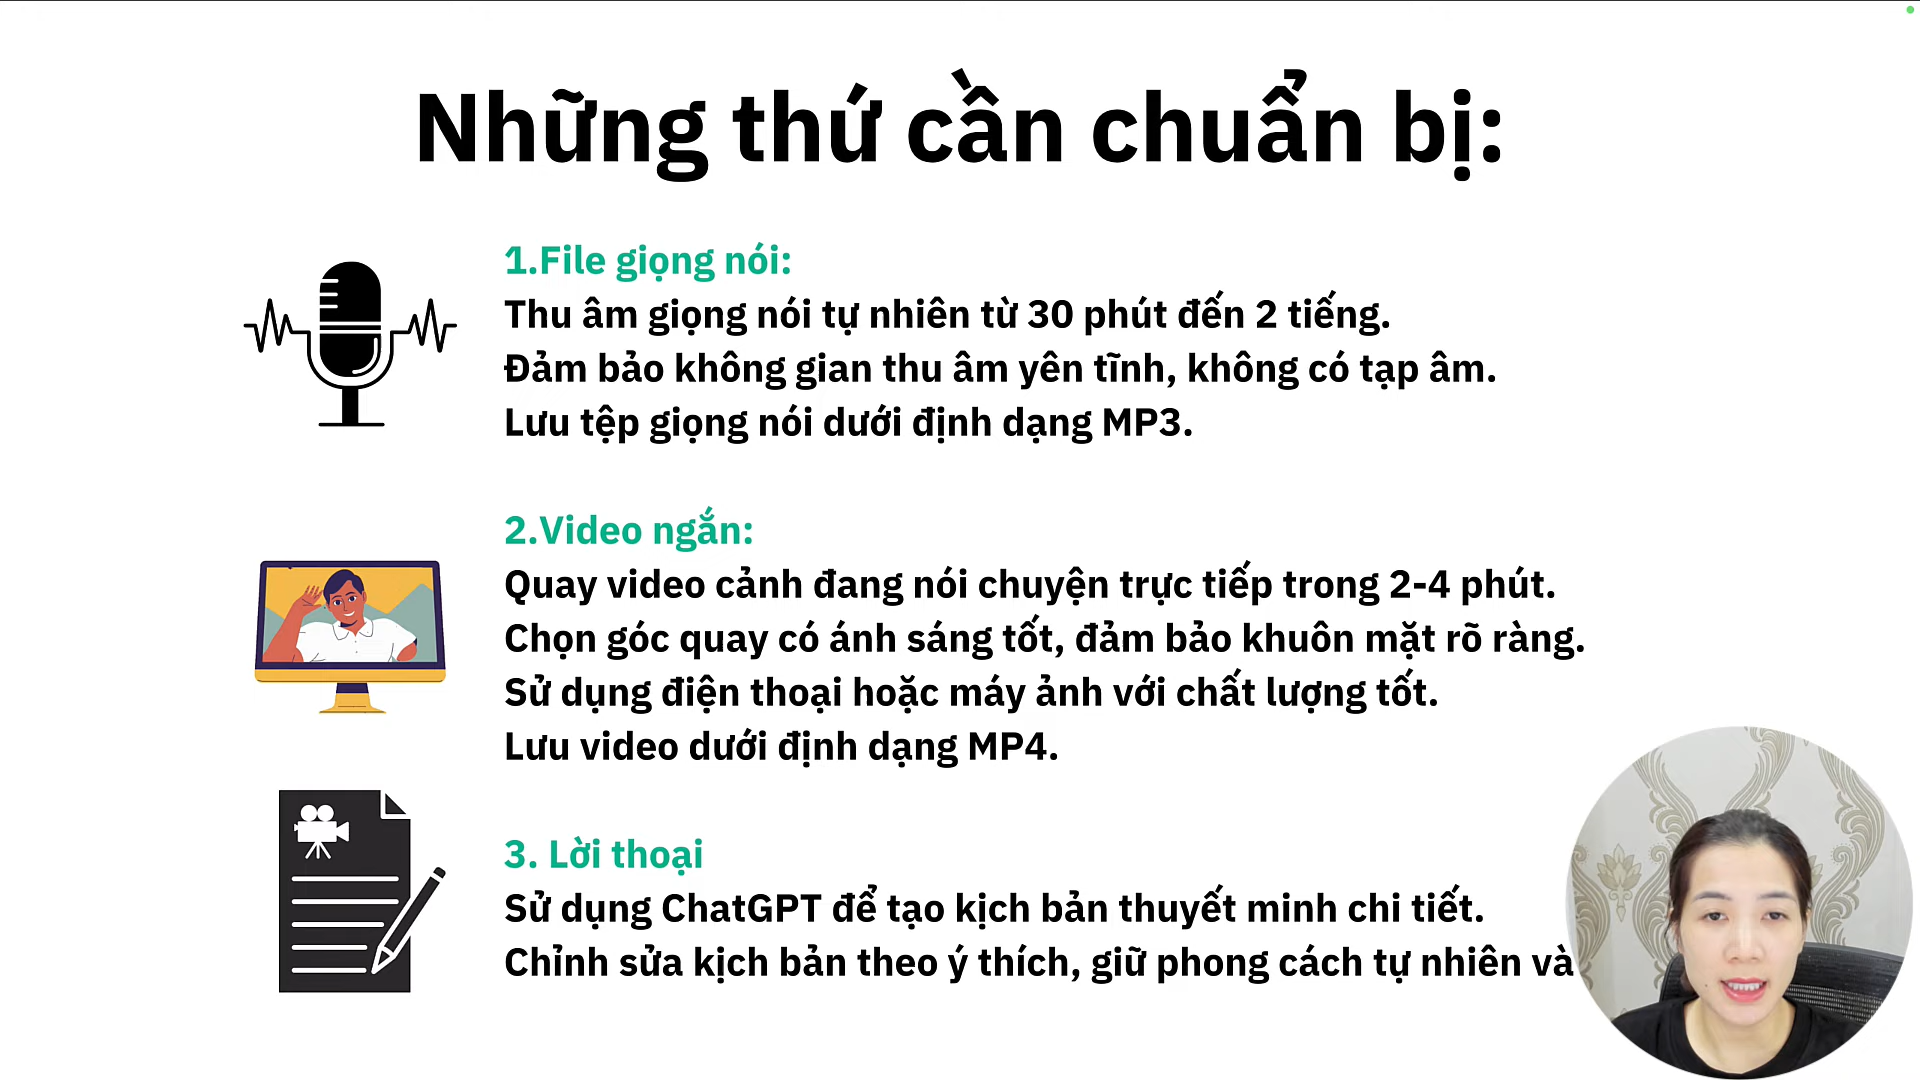 Những thứ cần chuẩn bị:
1.File giọng nói:
Thu âm giọng nói tự nhiên từ 30 phút đến 2 tiếng.
Đảm bảo không gian thu âm yên tĩnh, không có tạp âm.
Lưu tệp giọng nói dưới định dạng MP3.
2.Video ngắn:
Quay video cảnh đang nói chuyện trực tiếp trong 2-4 phút.
Chọn góc quay có ánh sáng tốt, đảm bảo khuôn mặt rõ ràng.
Sử dụng điện thoại hoặc máy ảnh với chất lượng tốt.
Lưu video dưới định dạng MP4.
3. Lời thoại
Sử dụng ChatGPT để tạo kịch bản thuyết minh chi tiết.
Chỉnh sửa kịch bản theo ý thích, giữ phong cách tự nhiên và